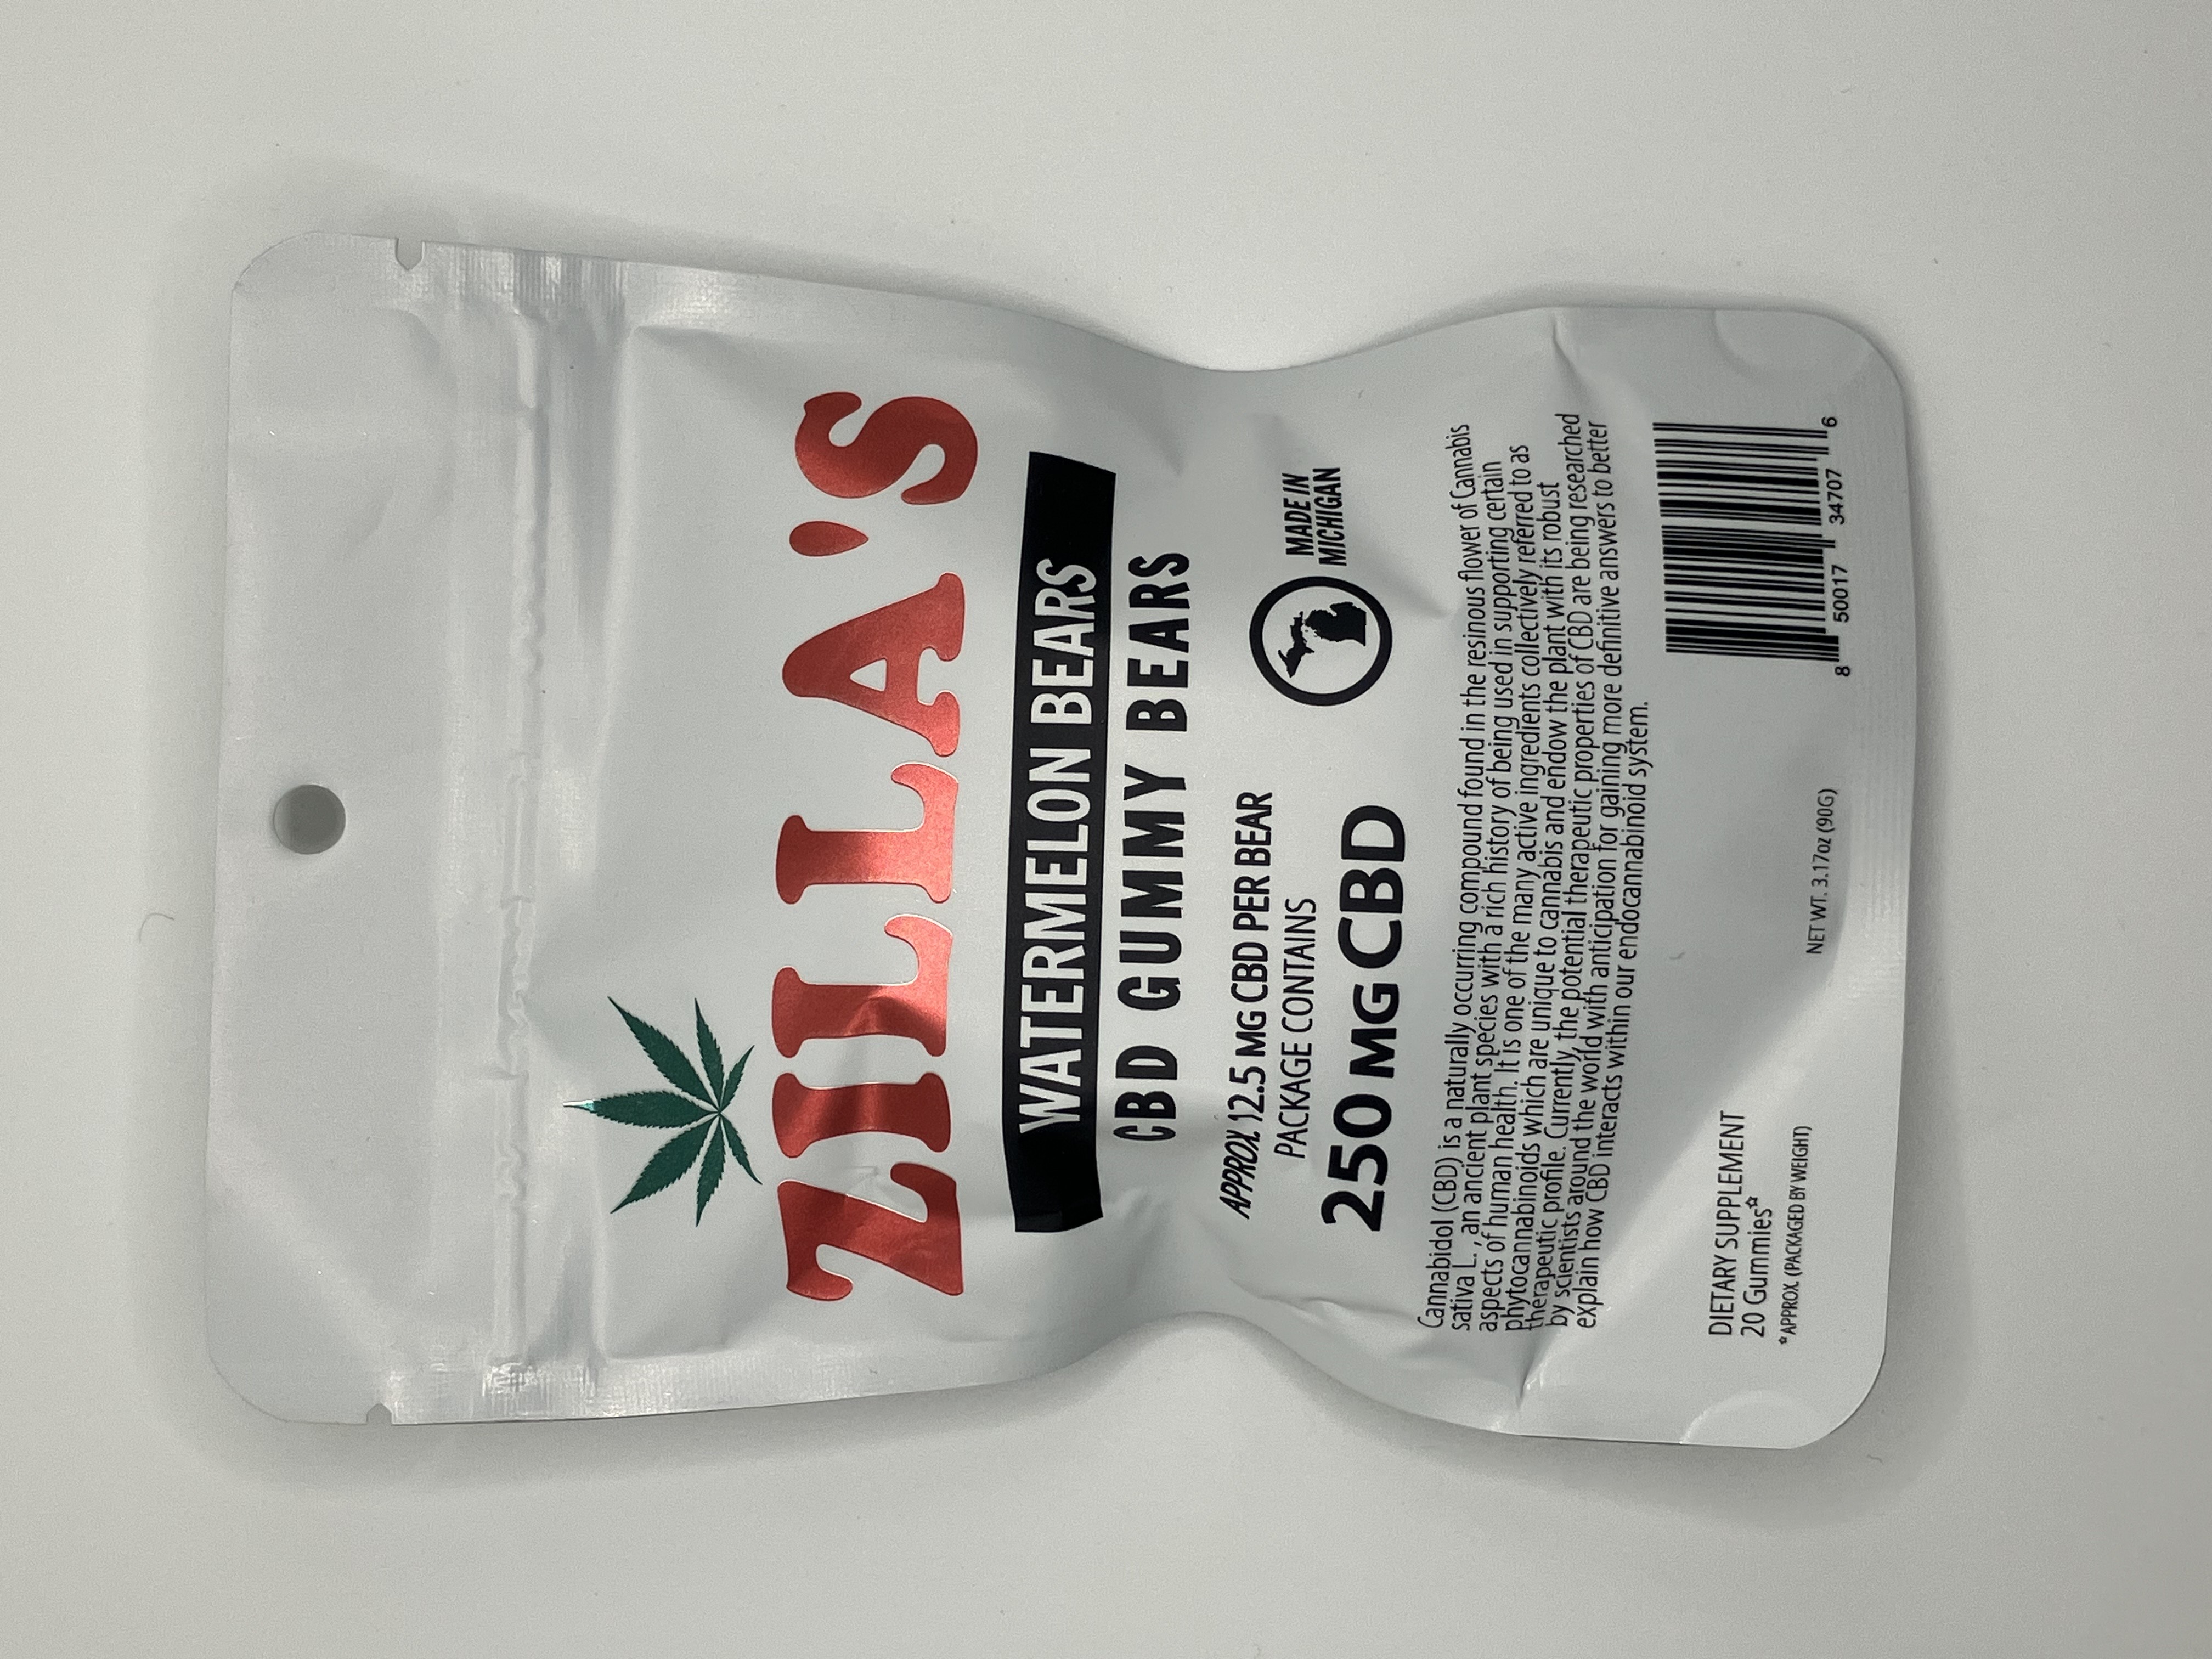 ZILLA'S
WATERMELON BEARS
CBD GUMMY BEARS
APPROX. 12.5 MG CBD PER BEAR
PACKAGE CONTAINS
250 MG CBD
MADE IN
MICHIGAN
Cannabidol (CBD) is a naturally occurring compound found in the resinous flower of Cannabis
sativa L., an ancient plant species with a rich history of being used in supporting certain
aspects of human health. It is one of the many active ingredients collectively referred to as
phytocannabinoids which are unique to cannabis and endow the plant with its robust
therapeutic profile. Currently, the potential therapeutic properties of CBD are being researched
by scientists around the world with anticipation for gaining more definitive answers to better
explain how CBD interacts within our endocannabinoid system.
DIETARY SUPPLEMENT
20 Gummies*
*APPROX. (PACKAGED BY WEIGHT)
NET WT. 3.17oz (90G)
8 50017 34707 6